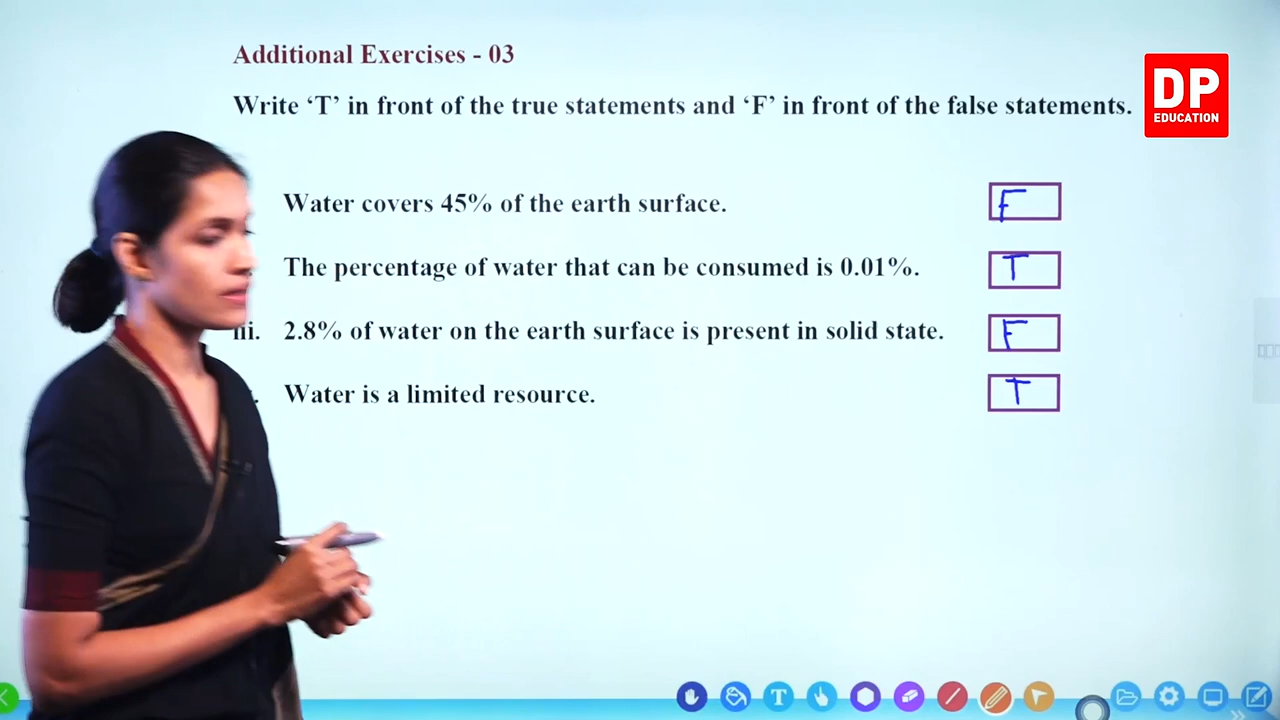 Additional Exercises - 03
DP
EDUCATION
Write ‘T’ in front of the true statements and ‘F’ in front of the false statements.
Water covers 45% of the earth surface. F
The percentage of water that can be consumed is 0.01%. T
iii. 2.8% of water on the earth surface is present in solid state. F
Water is a limited resource. T